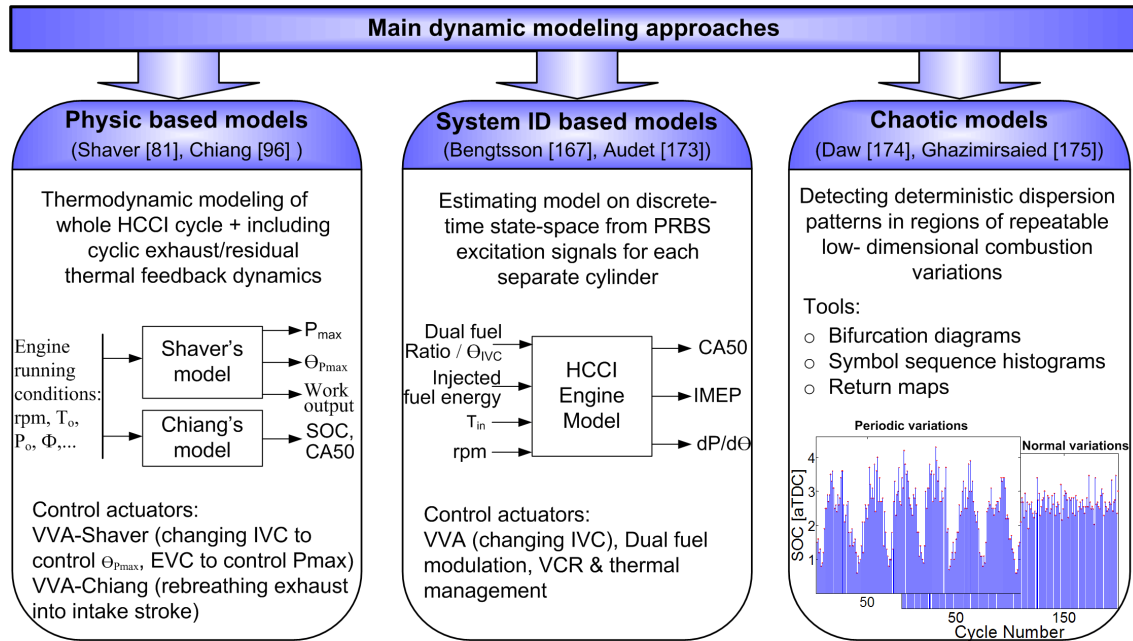 Main dynamic modeling approaches
Physic based models
(Shaver [81], Chiang [96] )
Thermodynamic modeling of
whole HCCI cycle + including
cyclic exhaust/residual
thermal feedback dynamics
Engine
running
conditions:
rpm, Tₒ,
Pₒ, Φ,...
Shaver's
model
Chiang's
model
Pmax
ΘPmax
Work
output
SOC,
CA50
Control actuators:
VVA-Shaver (changing IVC to
control ΘPmax, EVC to control Pmax)
VVA-Chiang (rebreathing exhaust
into intake stroke)
System ID based models
(Bengtsson [167], Audet [173])
Estimating model on discrete-
time state-space from PRBS
excitation signals for each
separate cylinder
Dual fuel
Ratio / ΘIVC
Injected
fuel energy
Tin
rpm
HCCI
Engine
Model
CA50
IMEP
dP/dΘ
Control actuators:
VVA (changing IVC), Dual fuel
modulation, VCR & thermal
management
Chaotic models
(Daw [174], Ghazimirsaied [175])
Detecting deterministic dispersion
patterns in regions of repeatable
low- dimensional combustion
variations
Tools:
○ Bifurcation diagrams
○ Symbol sequence histograms
○ Return maps
Periodic variations
Normal variations
SOC [aTDC]
4
3
2
1
50
50
150
Cycle Number